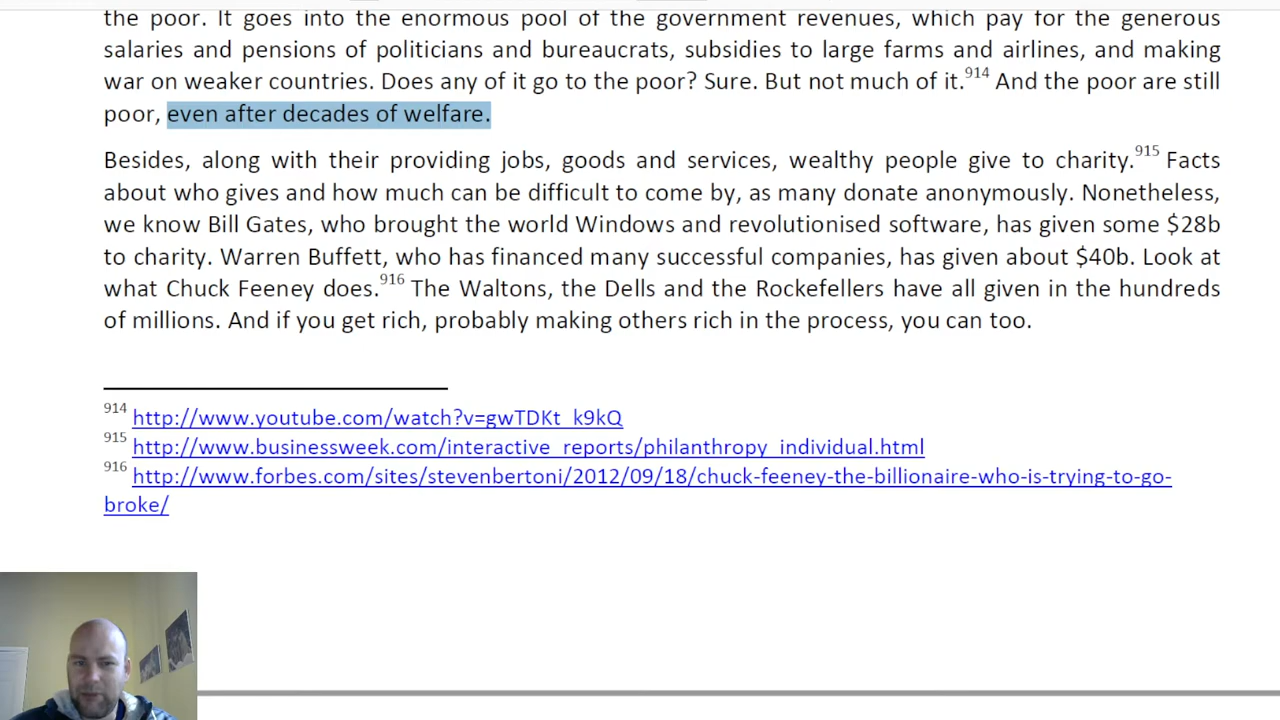 the poor. It goes into the enormous pool of the government revenues, which pay for the generous
salaries and pensions of politicians and bureaucrats, subsidies to large farms and airlines, and making
war on weaker countries. Does any of it go to the poor? Sure. But not much of it.914 And the poor are still
poor, even after decades of welfare.
Besides, along with their providing jobs, goods and services, wealthy people give to charity.915 Facts
about who gives and how much can be difficult to come by, as many donate anonymously. Nonetheless,
we know Bill Gates, who brought the world Windows and revolutionised software, has given some $28b
to charity. Warren Buffett, who has financed many successful companies, has given about $40b. Look at
what Chuck Feeney does.916 The Waltons, the Dells and the Rockefellers have all given in the hundreds
of millions. And if you get rich, probably making others rich in the process, you can too.
914 http://www.youtube.com/watch?v=gwTDKt_k9kQ
915 http://www.businessweek.com/interactive_reports/philanthropy_individual.html
916 http://www.forbes.com/sites/stevenbertoni/2012/09/18/chuck-feeney-the-billionaire-who-is-trying-to-go-
broke/